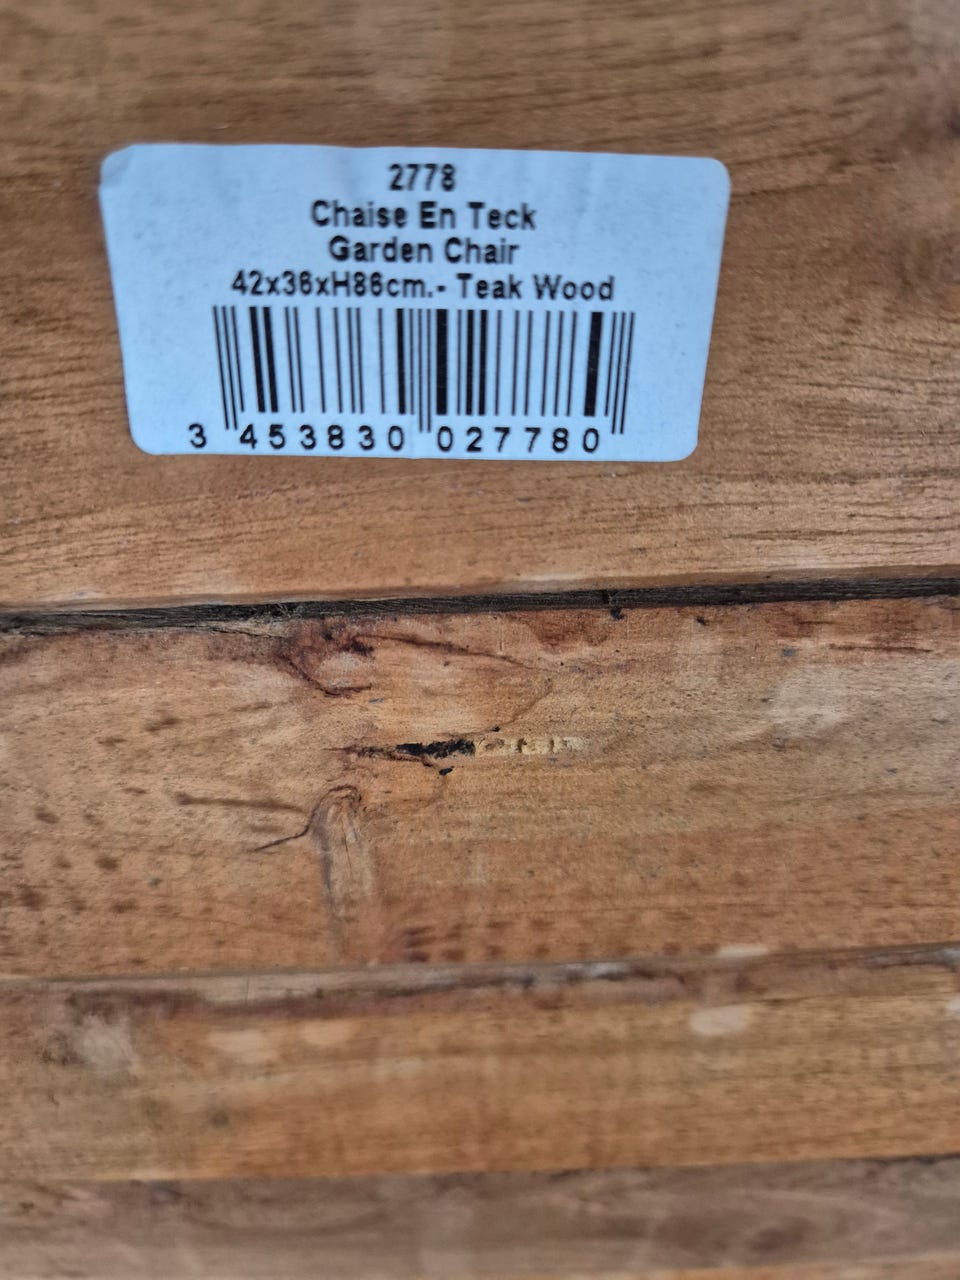 2778
Chaise En Teck
Garden Chair
42x36xH86cm.- Teak Wood
3 453830 027780